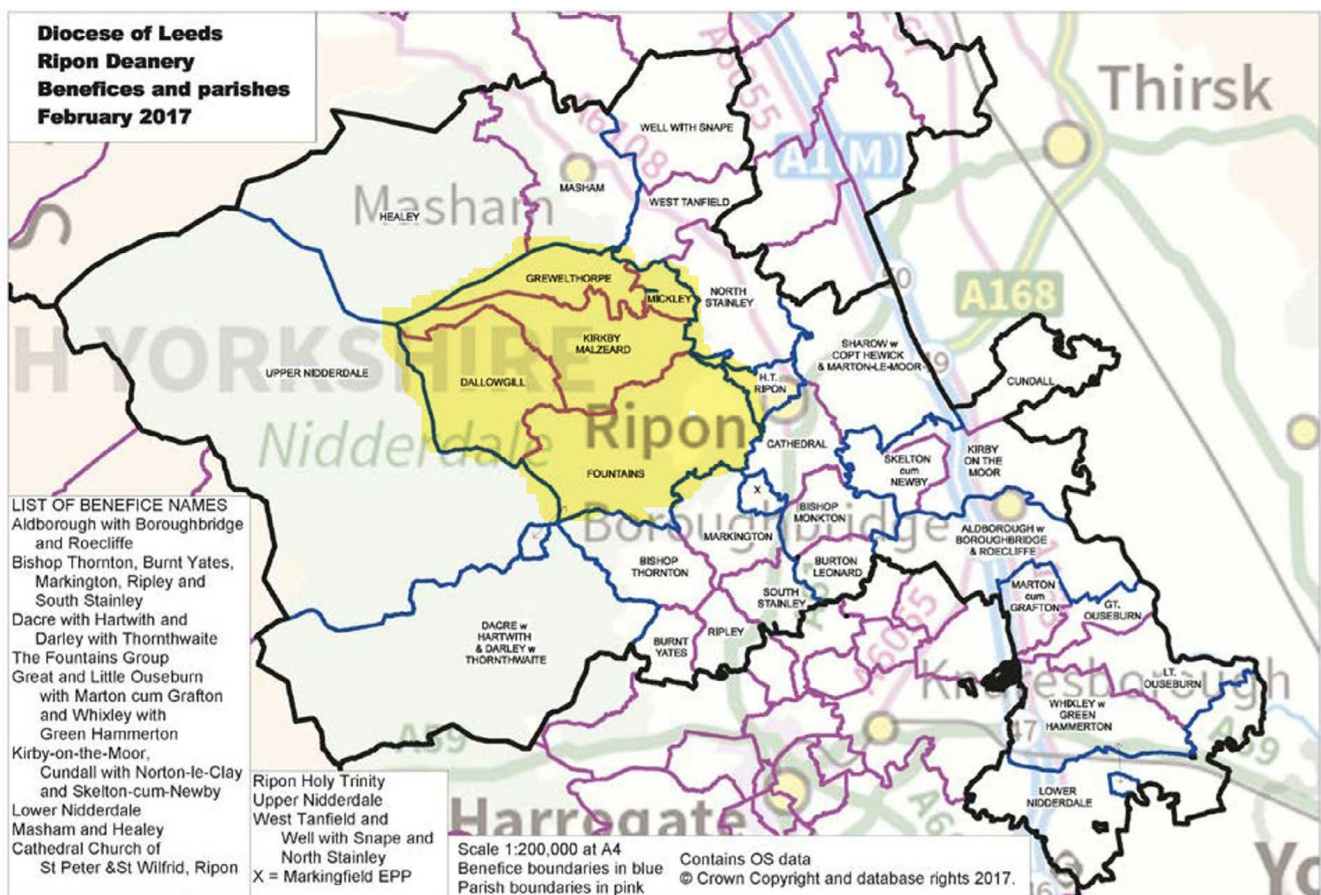 Diocese of Leeds
Ripon Deanery
Benefices and parishes
February 2017
Thirsk
A6055
A6108
A1(M)
WELL WITH SNAPE
MASHAM
Masham
WEST TANFIELD
HEALEY
50
A168
GREWELTHORPE
MICKLEY
NORTH
STAINLEY
H YORKSHIRE
KIRKBY
MALZEARD
SHAROW w
COPT HEWICK
& MARTON-LE-MOOR
49
UPPER NIDDERDALE
DALLOWGILL
H.T.
RIPON
CUNDALL
Ripon
Nidderdale
CATHEDRAL
FOUNTAINS
SKELTON
cum
NEWBY
KIRBY
ON THE
MOOR
X
BISHOP
MONKTON
Boroughbridge
MARKINGTON
ALDBOROUGH w
BOROUGHBRIDGE
& ROECLIFFE
BISHOP
THORNTON
BURTON
LEONARD
SOUTH
STAINLEY
MARTON
cum
GRAFTON
GT.
OUSEBURN
A6055
DACRE w
HARTWITH
& DARLEY w
THORNTHWAITE
BURNT
YATES
RIPLEY
Knaresborough
LT.
OUSEBURN
WHIXLEY w
GREEN
HAMMERTON
47
A59
A59
LOWER
NIDDERDALE
Harrogate
Yo
LIST OF BENEFICE NAMES
Aldborough with Boroughbridge
and Roecliffe
Bishop Thornton, Burnt Yates,
Markington, Ripley and
South Stainley
Dacre with Hartwith and
Darley with Thornthwaite
The Fountains Group
Great and Little Ouseburn
with Marton cum Grafton
and Whixley with
Green Hammerton
Kirby-on-the-Moor,
Cundall with Norton-le-Clay
and Skelton-cum-Newby
Lower Nidderdale
Masham and Healey
Cathedral Church of
St Peter &St Wilfrid, Ripon
Ripon Holy Trinity
Upper Nidderdale
West Tanfield and
Well with Snape and
North Stainley
X = Markingfield EPP
Scale 1:200,000 at A4
Benefice boundaries in blue
Parish boundaries in pink
Contains OS data
© Crown Copyright and database rights 2017.